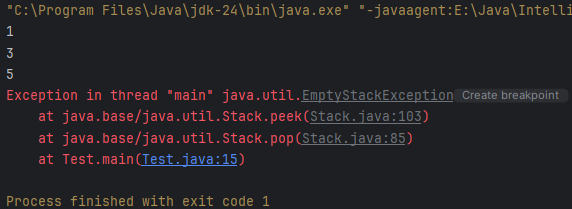 "C:\Program Files\Java\jdk-24\bin\java.exe" "-javaagent:E:\Java\Intelli
1
3
5
Exception in thread "main" java.util.EmptyStackException Create breakpoint
    at java.base/java.util.Stack.peek(Stack.java:103)
    at java.base/java.util.Stack.pop(Stack.java:85)
    at Test.main(Test.java:15)
Process finished with exit code 1